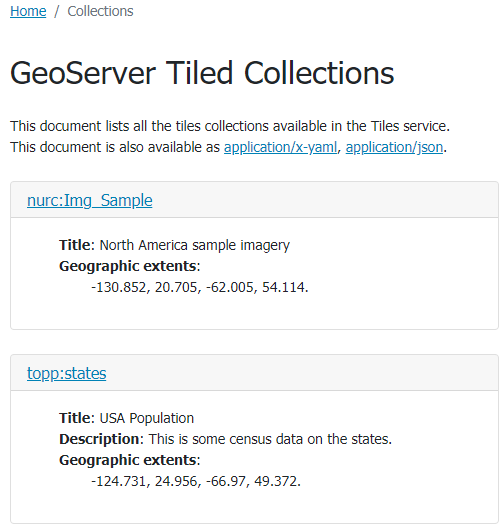 Home / Collections
GeoServer Tiled Collections
This document lists all the tiles collections available in the Tiles service.
This document is also available as application/x-yaml, application/json.
nurc:Img_Sample
Title: North America sample imagery
Geographic extents:
-130.852, 20.705, -62.005, 54.114.
topp:states
Title: USA Population
Description: This is some census data on the states.
Geographic extents:
-124.731, 24.956, -66.97, 49.372.